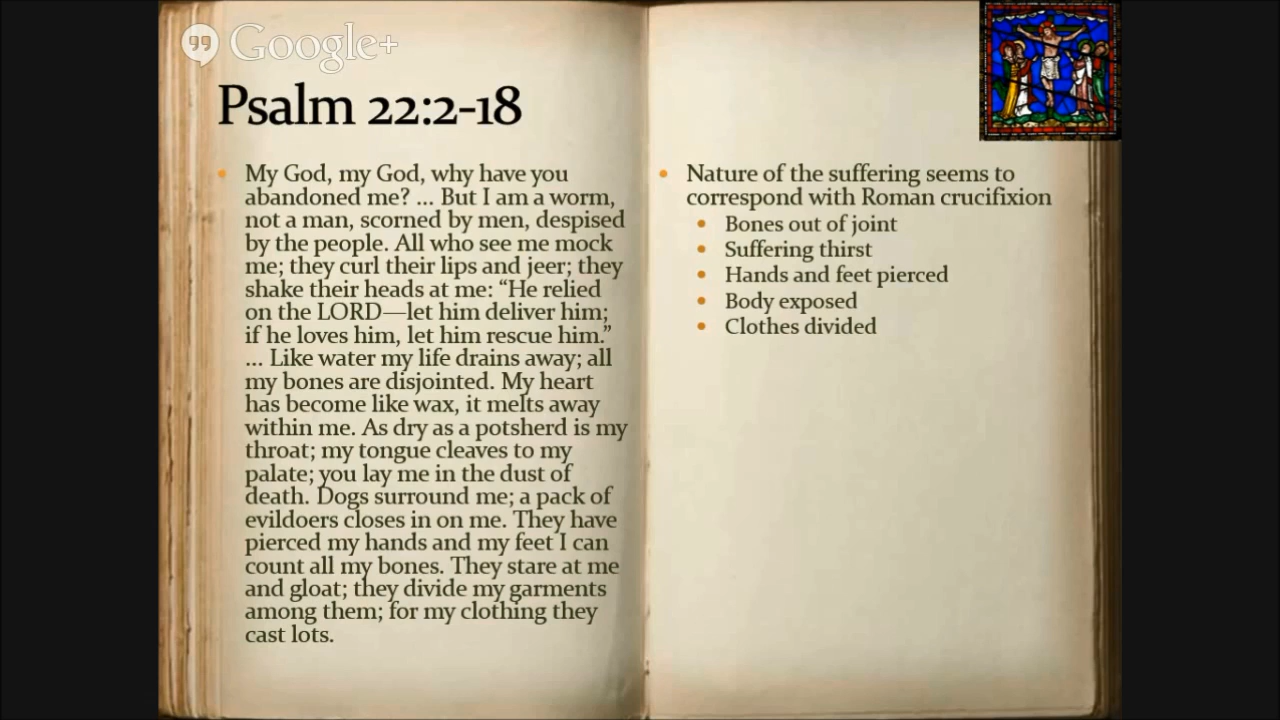 Google+
Psalm 22:2-18
My God, my God, why have you
abandoned me? ... But I am a worm,
not a man, scorned by men, despised
by the people. All who see me mock
me; they curl their lips and jeer; they
shake their heads at me: “He relied
on the LORD—let him deliver him;
if he loves him, let him rescue him.”
... Like water my life drains away; all
my bones are disjointed. My heart
has become like wax, it melts away
within me. As dry as a potsherd is my
throat; my tongue cleaves to my
palate; you lay me in the dust of
death. Dogs surround me; a pack of
evildoers closes in on me. They have
pierced my hands and my feet I can
count all my bones. They stare at me
and gloat; they divide my garments
among them; for my clothing they
cast lots.
Nature of the suffering seems to
correspond with Roman crucifixion
Bones out of joint
Suffering thirst
Hands and feet pierced
Body exposed
Clothes divided